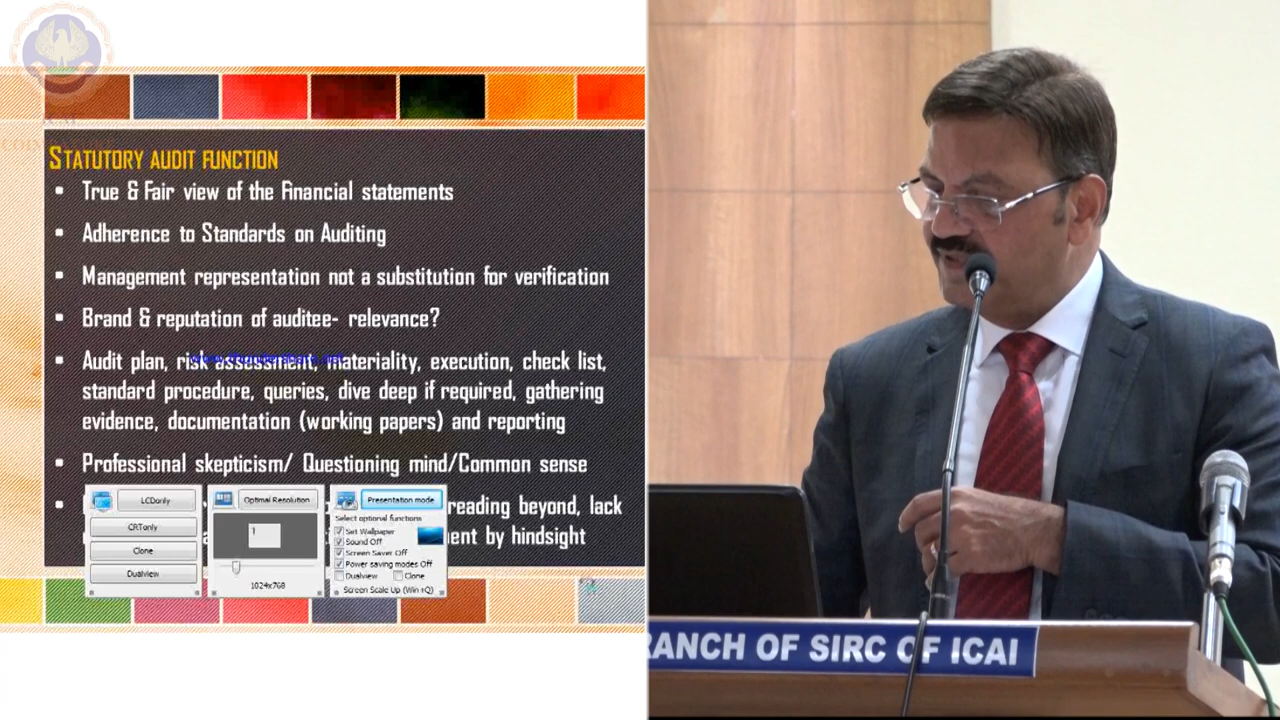 STATUTORY AUDIT FUNCTION
True & Fair view of the financial statements
Adherence to Standards on Auditing
Management representation not a substitution for verification
Brand & reputation of auditee- relevance?
Audit plan, risk assessment, materiality, execution, check list,
standard procedure, queries, dive deep if required, gathering
evidence, documentation (working papers) and reporting
Professional skepticism/ Questioning mind/Common sense
reading beyond, lack
by hindsight
LCDonly
CRTonly
Clone
Dualview
Optimal Resolution
1
1024x768
Presentation mode
Select optional functions
Set Wallpaper
Sound Off
Screen Saver Off
Power saving modes Off
Dualview Clone
Screen Scale Up (Win+Q)
OF SIRC OF ICAI